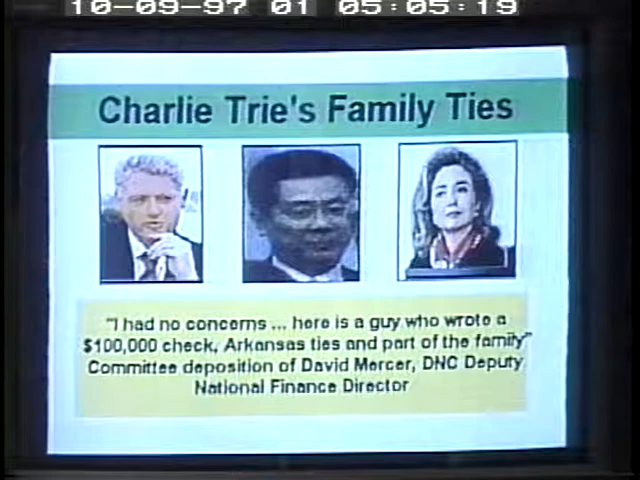 10-09-97 01 05:05:19
Charlie Trie's Family Ties
"I had no concerns ... here is a guy who wrote a
$100,000 check, Arkansas ties and part of the family"
Committee deposition of David Mercer, DNC Deputy
National Finance Director